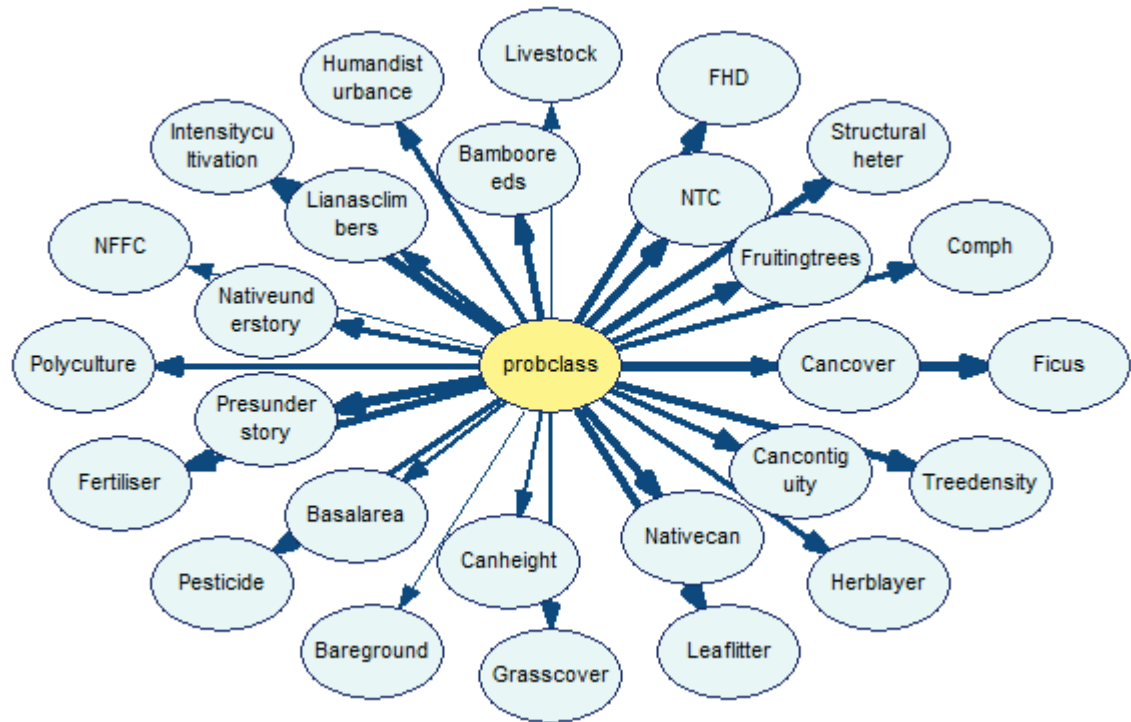 Livestock
Humandist
urbance
FHD
Intensitycu
ltivation
Structural
heter
Bambooree
eds
NTC
Lianasclim
bers
NFFC
Fruitingtrees
Comph
Nativeund
erstory
Polyculture
probclass
Cancover
Ficus
Presunder
story
Fertiliser
Cancontig
uity
Treedensity
Basalarea
Nativecan
Canheight
Pesticide
Herblayer
Bareground
Leaflitter
Grasscover